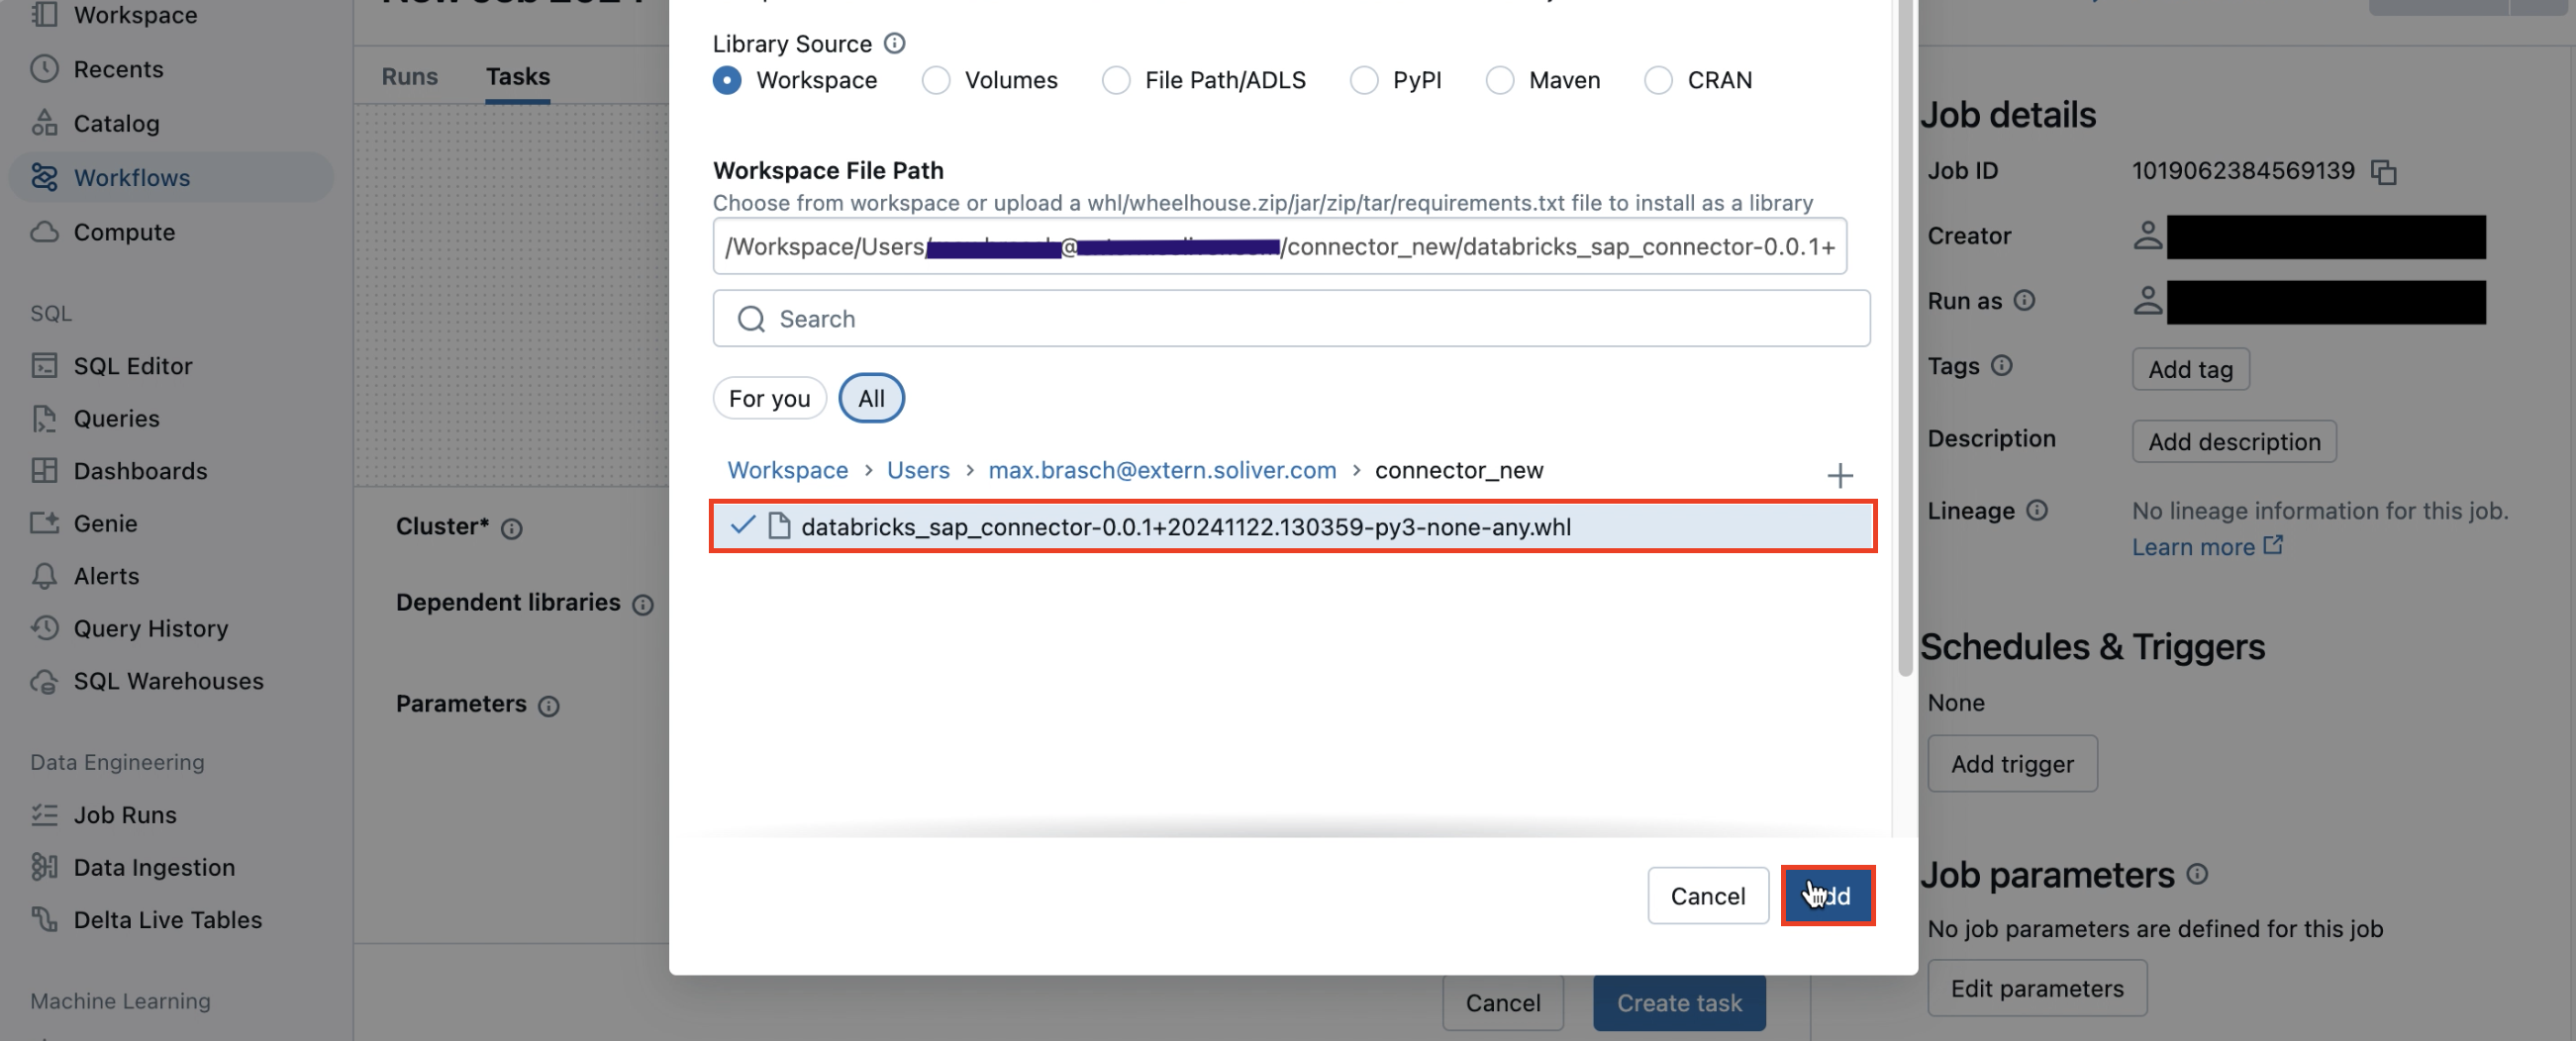 Workspace
Recents
Catalog
Workflows
Compute
SQL
SQL Editor
Queries
Dashboards
Genie
Alerts
Query History
SQL Warehouses
Data Engineering
Job Runs
Data Ingestion
Delta Live Tables
Machine Learning
Runs Tasks
Cluster*
Dependent libraries
Parameters
Library Source
Workspace Volumes File Path/ADLS PyPI Maven CRAN
Workspace File Path
Choose from workspace or upload a whl/wheelhouse.zip/jar/zip/tar/requirements.txt file to install as a library
/Workspace/Users/ @ /connector_new/databricks_sap_connector-0.0.1+
Search
For you All
Workspace > Users > max.brasch@extern.soliver.com > connector_new
databricks_sap_connector-0.0.1+20241122.130359-py3-none-any.whl
Cancel
Cancel Create task
Job details
Job ID 1019062384569139
Creator
Run as
Tags Add tag
Description Add description
Lineage No lineage information for this job.
Learn more
Schedules & Triggers
None
Add trigger
Job parameters
No job parameters are defined for this job
Edit parameters